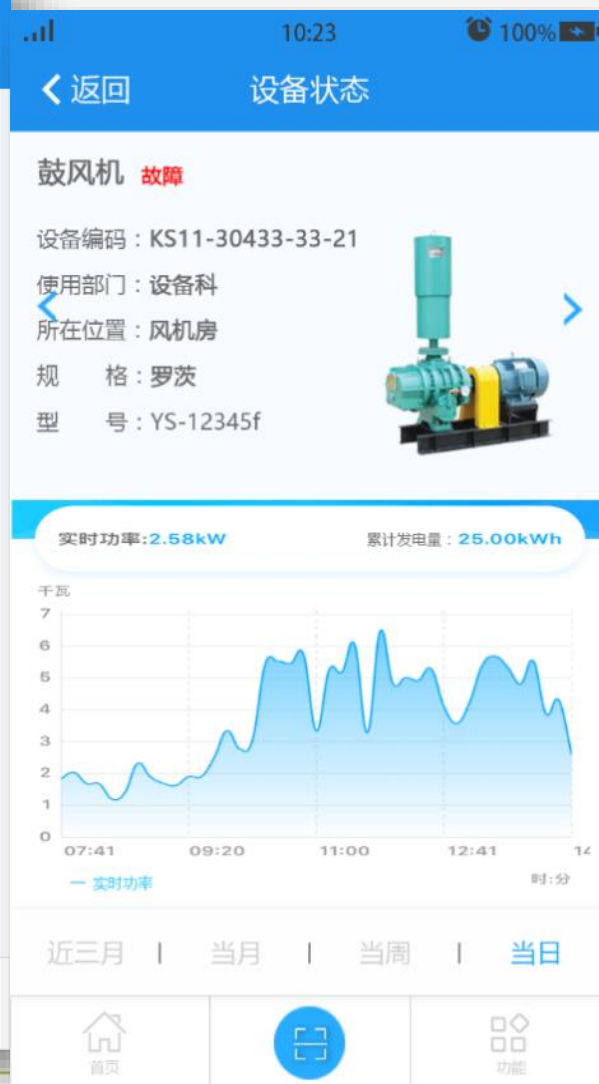 10:23
100%
返回
设备状态
鼓风机 故障
设备编码：KS11-30433-33-21
使用部门：设备科
所在位置：风机房
规 格：罗茨
型 号：YS-12345f
实时功率:2.58kW
累计发电量：25.00kWh
千瓦
7
6
5
4
3
2
1
0
07:41 09:20 11:00 12:41
实时功率
时:分
近三月 | 当月 | 当周 | 当日
首页
功能